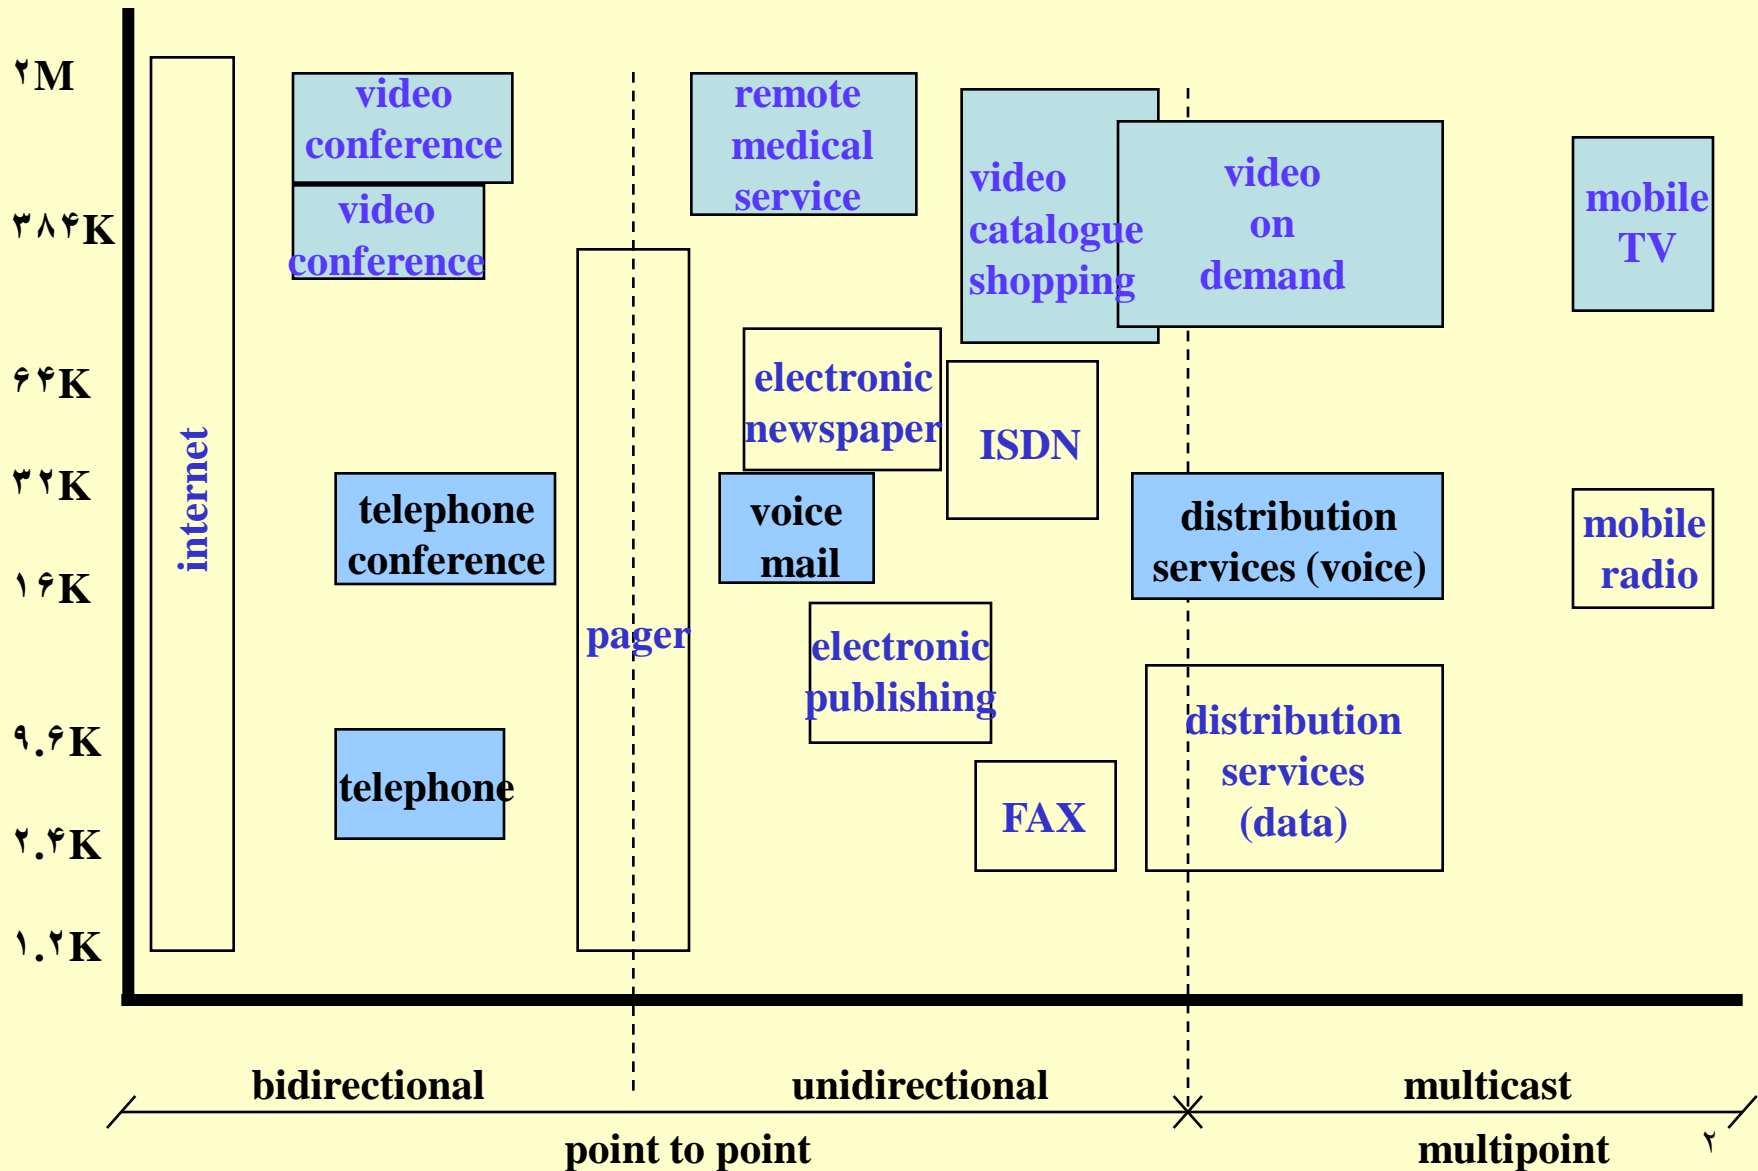 ۲M
۳۸۴K
۶۴K
۳۲K
۱۶K
۹.۶K
۲.۴K
۱.۲K
internet
video
conference
video
conference
telephone
conference
telephone
pager
remote
medical
service
electronic
newspaper
voice
mail
electronic
publishing
video
catalogue
shopping
ISDN
FAX
video
on
demand
distribution
services (voice)
distribution
services
(data)
mobile
TV
mobile
radio
bidirectional
unidirectional
multicast
point to point
multipoint
۲